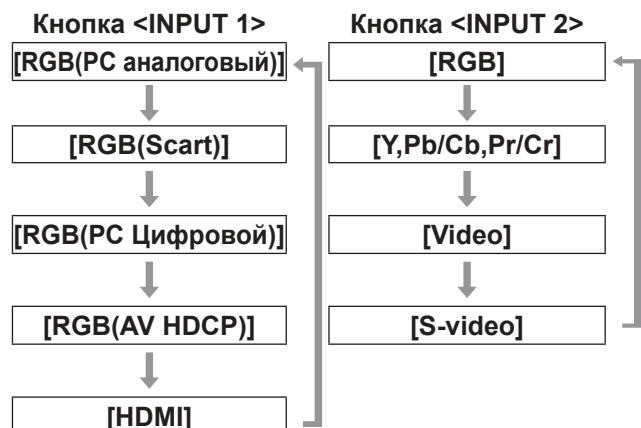 Кнопка <INPUT 1>
[RGB(PC аналоговый)]
[RGB(Scart)]
[RGB(PC Цифровой)]
[RGB(AV HDCP)]
[HDMI]
Кнопка <INPUT 2>
[RGB]
[Y,Pb/Cb,Pr/Cr]
[Video]
[S-video]